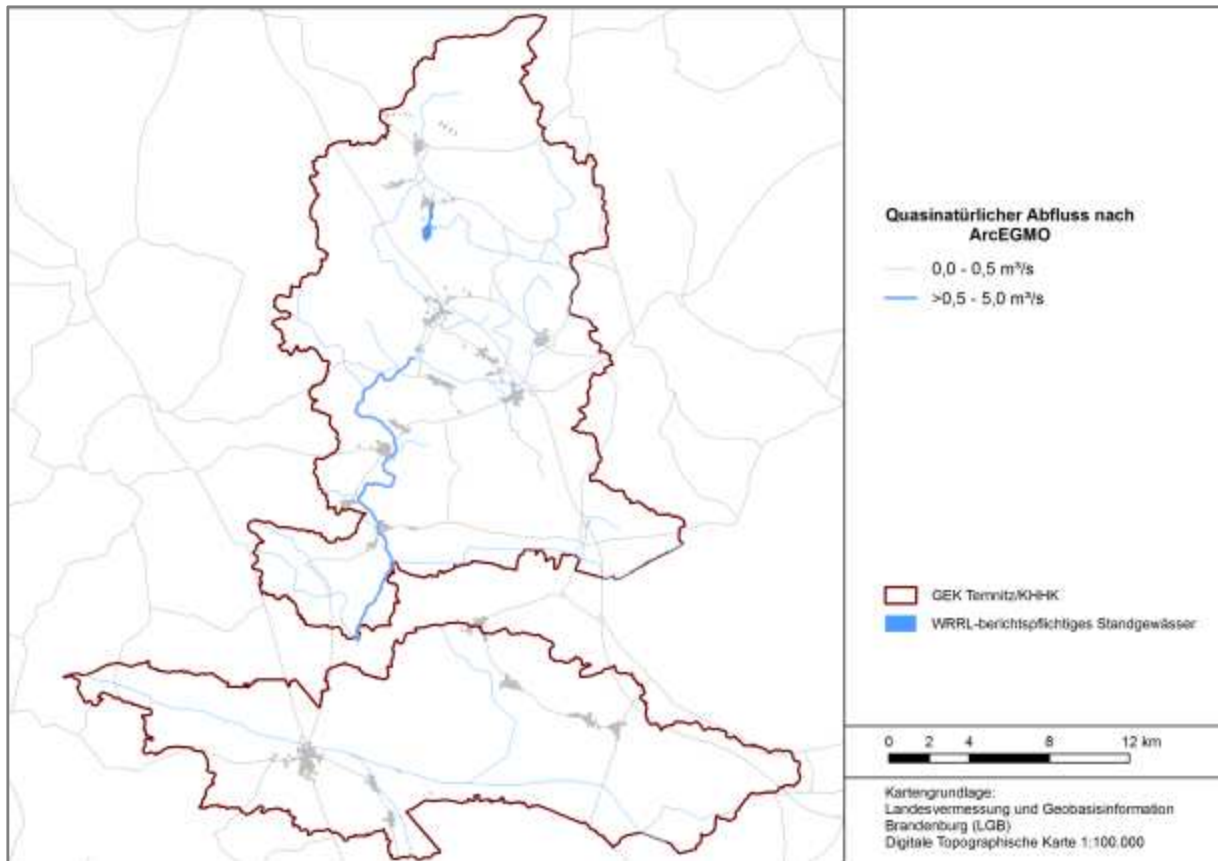 Quasinatürlicher Abfluss nach
ArcEGMO
0,0 - 0,5 m³/s
>0,5 - 5,0 m³/s
GEK Temnitz/KHHK
WRRL-berichtspflichtiges Standgewässer
0 2 4 8 12 km
Kartengrundlage:
Landesvermessung und Geobasisinformation
Brandenburg (LGB)
Digitale Topographische Karte 1:100.000